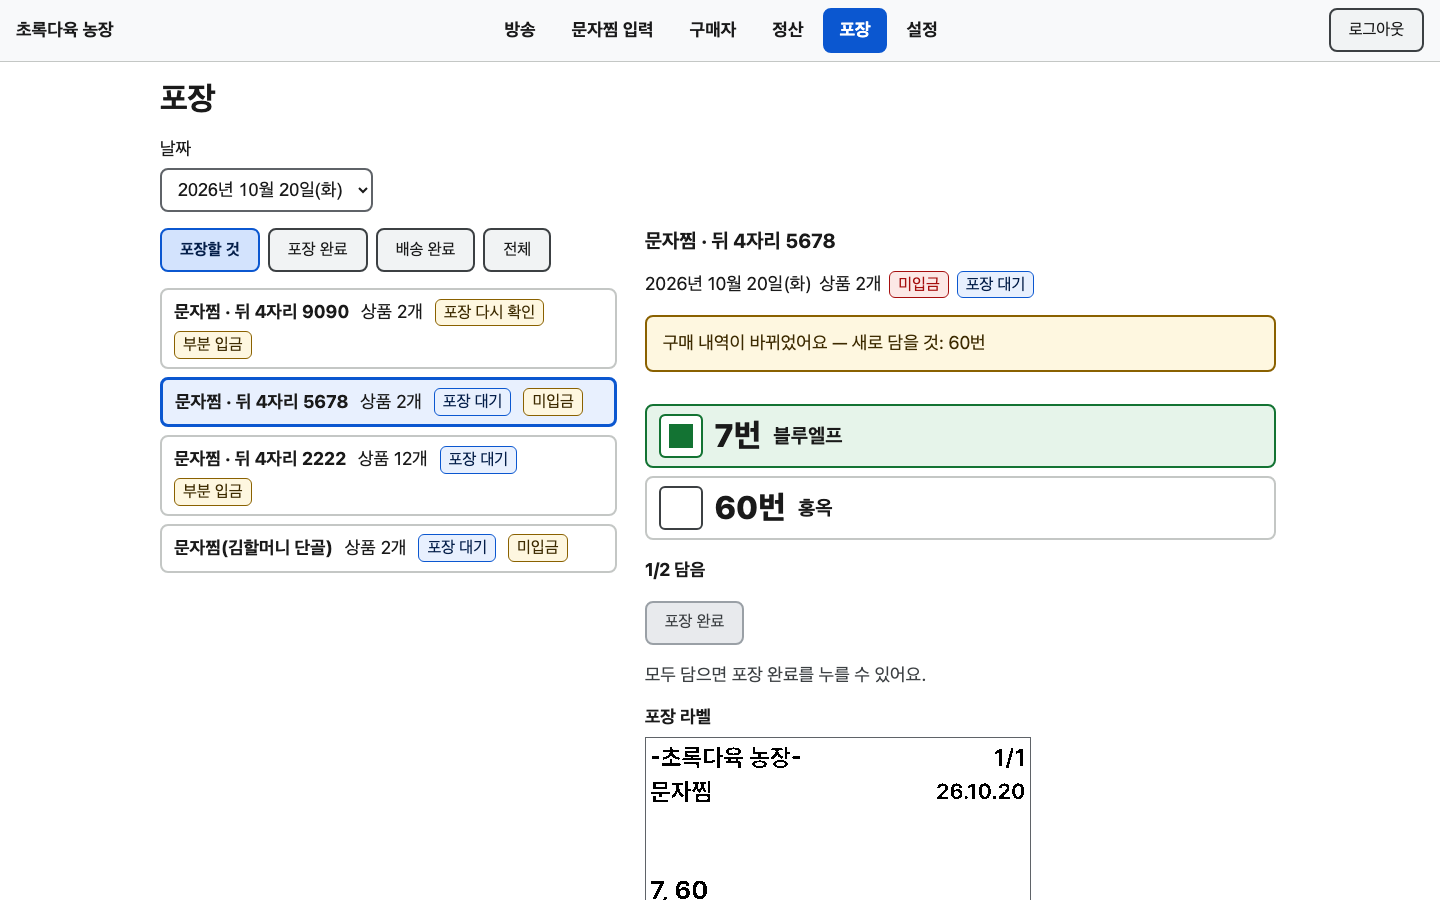 초록다육 농장
방송
문자찜 입력
구매자
정산
포장
설정
로그아웃
포장
날짜
2026년 10월 20일(화)
포장할 것
포장 완료
배송 완료
전체
문자찜 · 뒤 4자리 9090 상품 2개 포장 다시 확인
부분 입금
문자찜 · 뒤 4자리 5678 상품 2개 포장 대기 미입금
문자찜 · 뒤 4자리 2222 상품 12개 포장 대기
부분 입금
문자찜(김할머니 단골) 상품 2개 포장 대기 미입금
문자찜 · 뒤 4자리 5678
2026년 10월 20일(화) 상품 2개 미입금 포장 대기
구매 내역이 바뀌었어요 — 새로 담을 것: 60번
7번 블루엘프
60번 홍옥
1/2 담음
포장 완료
모두 담으면 포장 완료를 누를 수 있어요.
포장 라벨
-초록다육 농장- 1/1
문자찜 26.10.20
7, 60